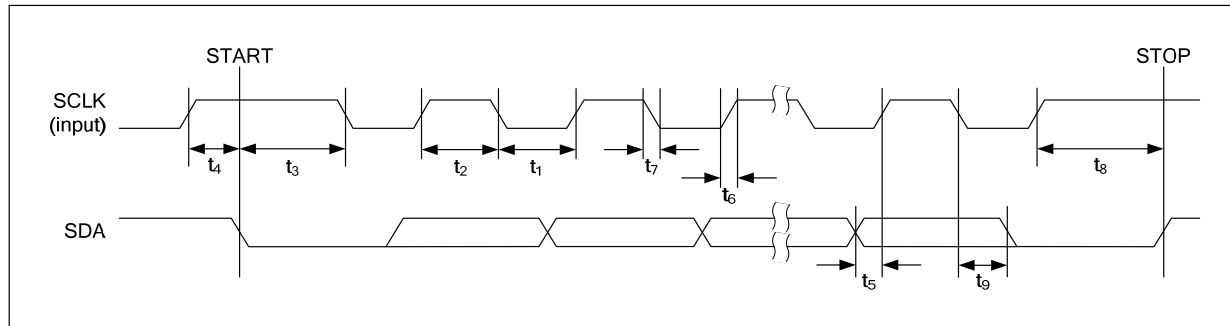 START
STOP
SCLK
(input)
t4
t3
t2
t1
t7
t6
t8
SDA
t5
t9